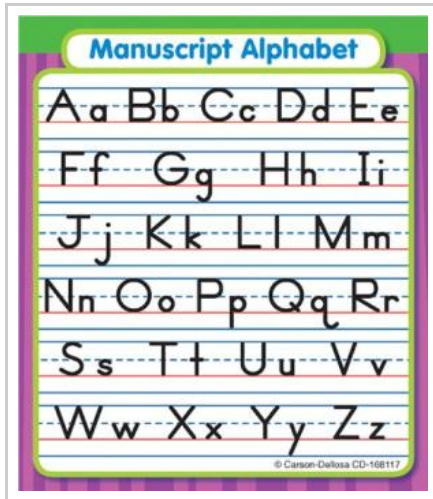 Manuscript Alphabet
Aa Bb Cc Dd Ee
Ff Gg Hh Ii
Jj Kk Ll Mm
Nn Oo Pp Qq Rr
Ss Tt Uu Vv
Ww Xx Yy Zz
© Carson-Dellosa CD-168117